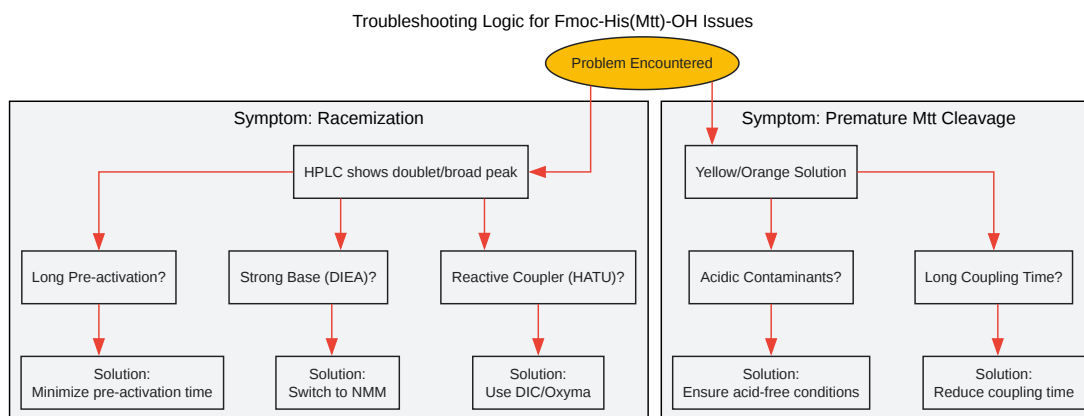 Troubleshooting Logic for Fmoc-His(Mtt)-OH Issues
Problem Encountered
Symptom: Racemization
HPLC shows doublet/broad peak
Long Pre-activation?
Strong Base (DIEA)?
Reactive Coupler (HATU)?
Solution:
Minimize pre-activation time
Solution:
Switch to NMM
Solution:
Use DIC/Oxyma
Symptom: Premature Mtt Cleavage
Yellow/Orange Solution
Acidic Contaminants?
Long Coupling Time?
Solution:
Ensure acid-free conditions
Solution:
Reduce coupling time